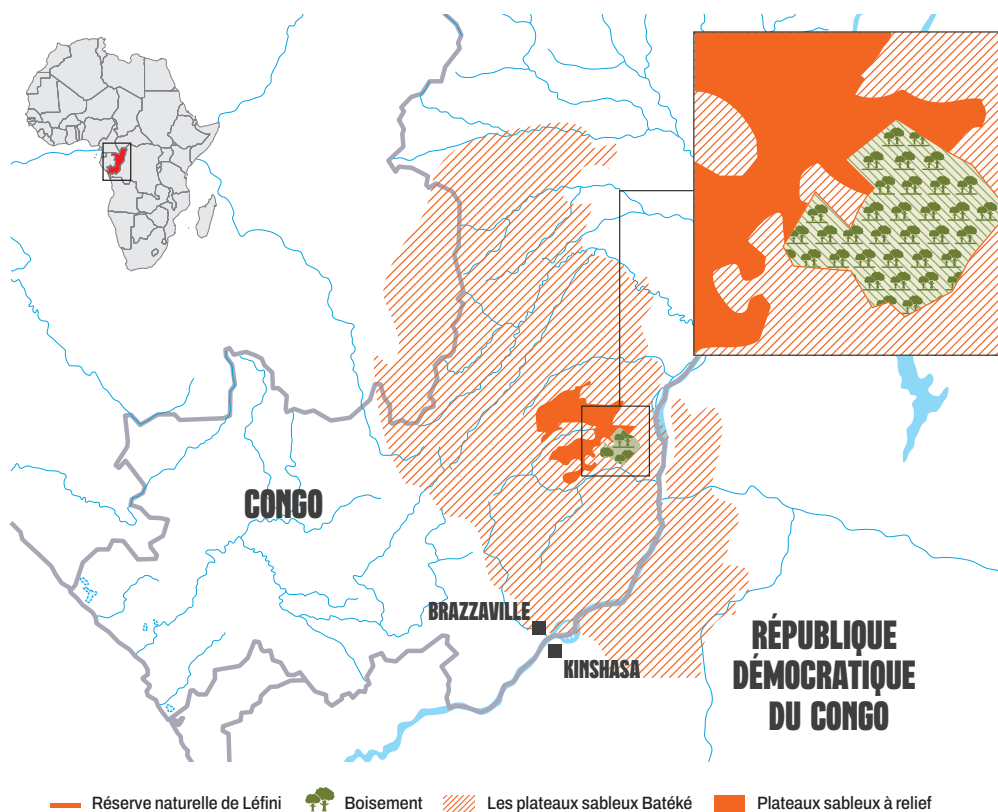 CONGO
BRAZZAVILLE
KINSHASA
RÉPUBLIQUE
DÉMOCRATIQUE
DU CONGO
Réserve naturelle de Léfini
Boisement
Les plateaux sableux Batéké
Plateaux sableux à relief